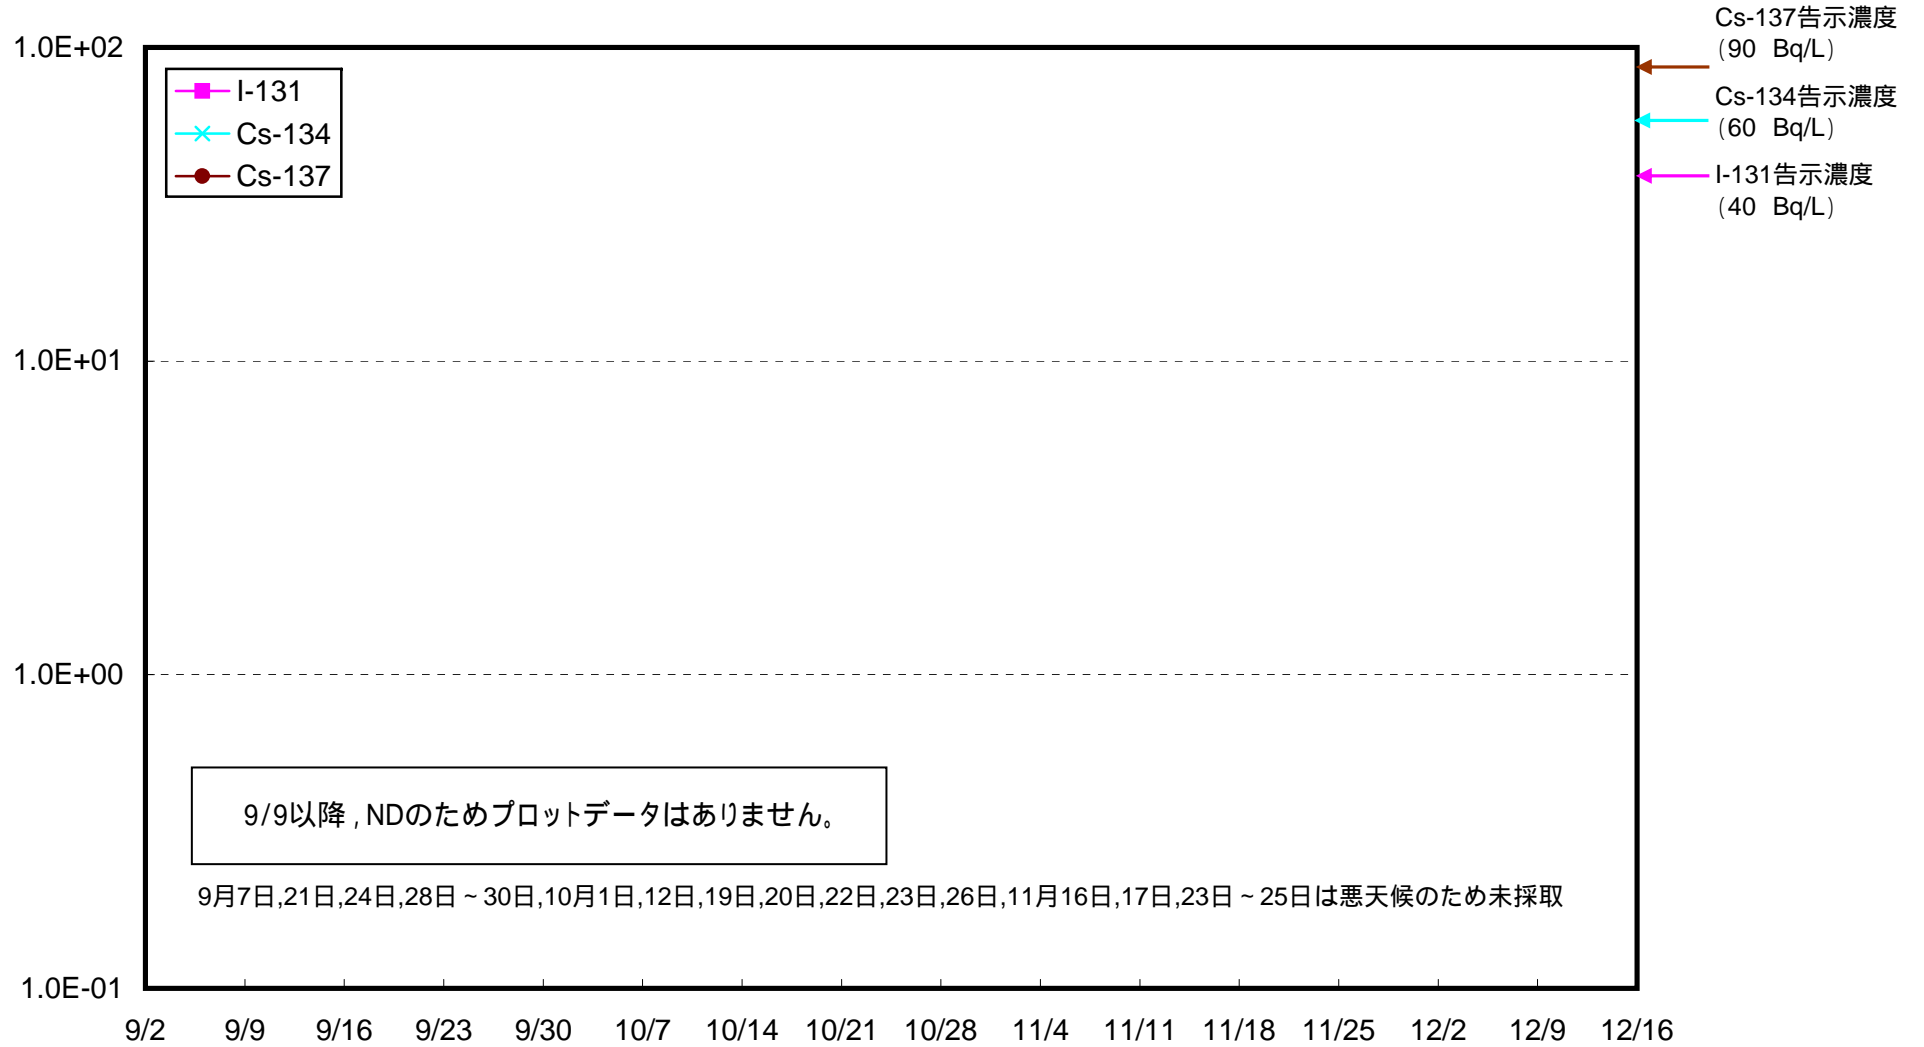 Cs-137告示濃度
(90 Bq/L)
Cs-134告示濃度
(60 Bq/L)
I-131告示濃度
(40 Bq/L)
1.0E+02
1.0E+01
1.0E+00
1.0E-01
I-131
Cs-134
Cs-137
9/9以降,NDのためプロットデータはありません。
9月7日,21日,24日,28日~30日,10月1日,12日,19日,20日,22日,23日,26日,11月16日,17日,23日~25日は悪天候のため未採取
9/2 9/9 9/16 9/23 9/30 10/7 10/14 10/21 10/28 11/4 11/11 11/18 11/25 12/2 12/9 12/16